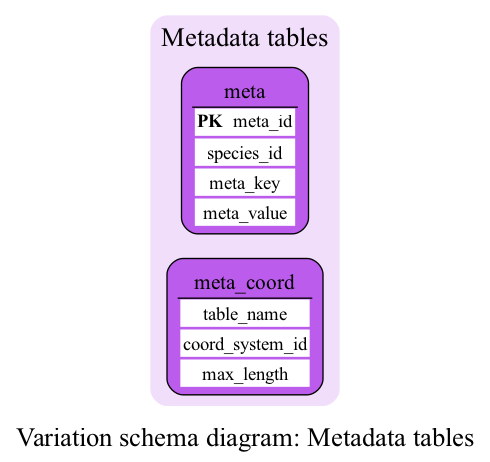 Metadata tables
meta
PK meta_id
species_id
meta_key
meta_value
meta_coord
table_name
coord_system_id
max_length
Variation schema diagram: Metadata tables